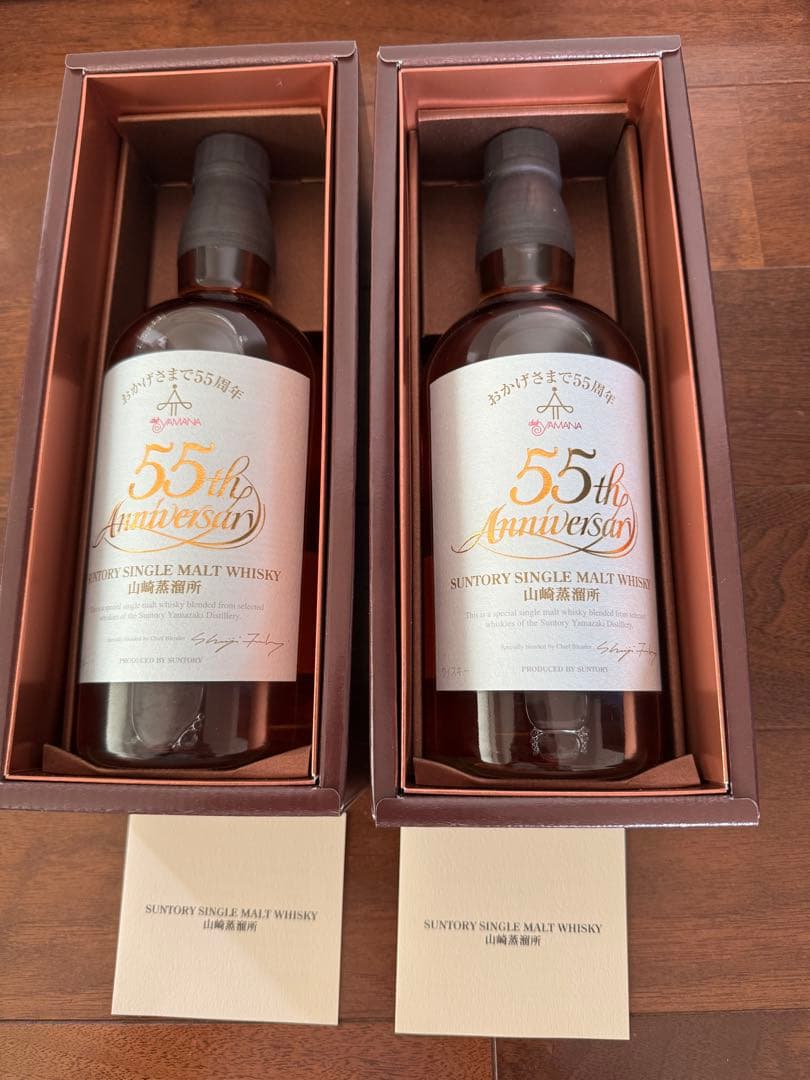 おかげさまで55周年
YAMANA
55th
Anniversary
SUNTORY SINGLE MALT WHISKY
山崎蒸溜所
This is a special single malt whisky blended from selected
whiskies of the Suntory Yamazaki Distillery.
Specially blended by Chief Blender
PRODUCED BY SUNTORY
おかげさまで55周年
YAMANA
55th
Anniversary
SUNTORY SINGLE MALT WHISKY
山崎蒸溜所
This is a special single malt whisky blended from selected
whiskies of the Suntory Yamazaki Distillery.
Specially blended by Chief Blender
ウイスキー
PRODUCED BY SUNTORY
SUNTORY SINGLE MALT WHISKY
山崎蒸溜所
SUNTORY SINGLE MALT WHISKY
山崎蒸溜所